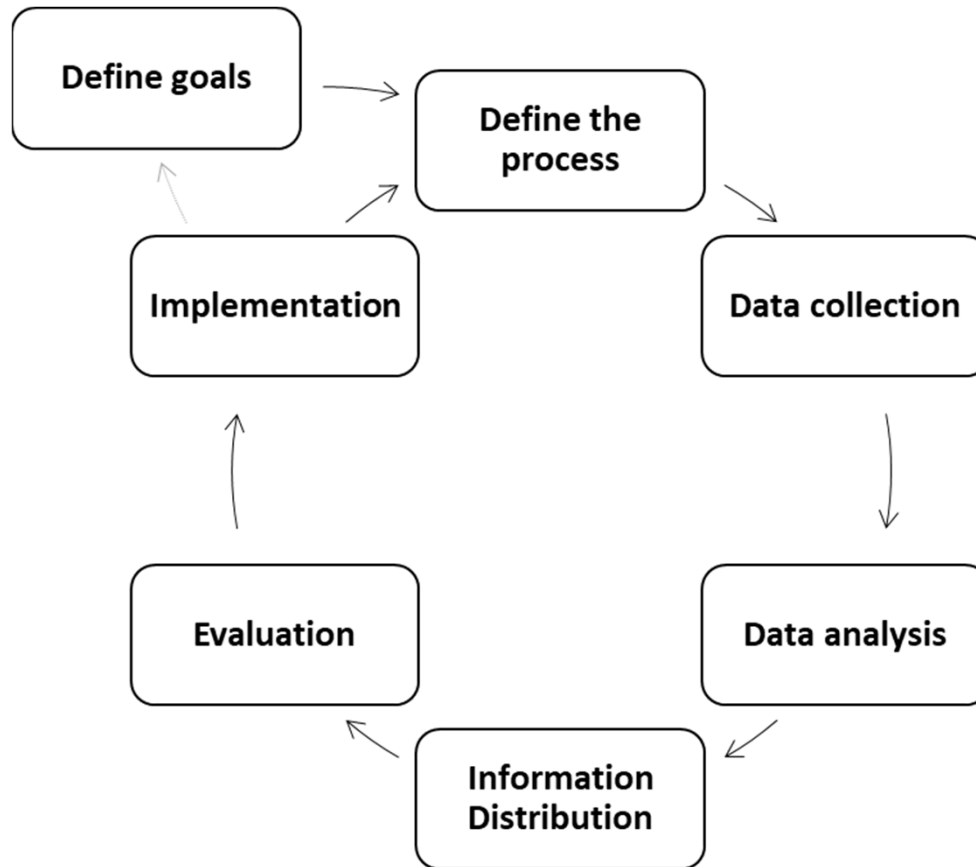 Define goals
Define the
process
Data collection
Data analysis
Information
Distribution
Evaluation
Implementation